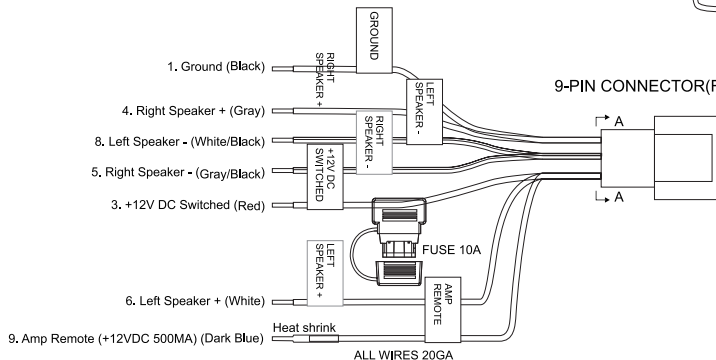 GROUND
1. Ground (Black)
RIGHT
SPEAKER +
9-PIN CONNECTOR(F
4. Right Speaker + (Gray)
LEFT
SPEAKER -
A
8. Left Speaker - (White/Black)
RIGHT
SPEAKER -
5. Right Speaker - (Gray/Black)
+12V DC
SWITCHED
A
3. +12V DC Switched (Red)
FUSE 10A
LEFT
SPEAKER +
6. Left Speaker + (White)
AMP
REMOTE
9. Amp Remote (+12VDC 500MA) (Dark Blue)
Heat shrink
ALL WIRES 20GA